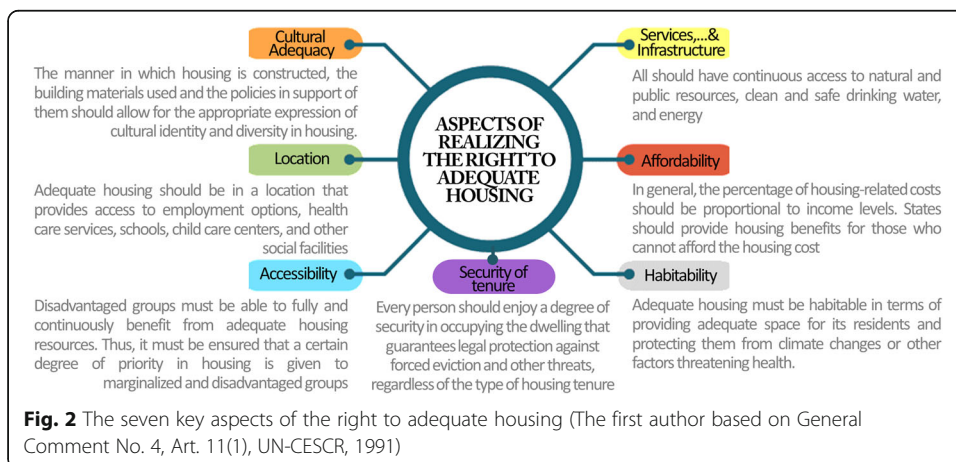 Cultural
Adequacy
The manner in which housing is constructed, the
building materials used and the policies in support of
them should allow for the appropriate expression of
cultural identity and diversity in housing.
Location
Adequate housing should be in a location that
provides access to employment options, health
care services, schools, child care centers, and other
social facilities
Accessibility
Disadvantaged groups must be able to fully and
continuously benefit from adequate housing
resources. Thus, it must be ensured that a certain
degree of priority in housing is given to
marginalized and disadvantaged groups
ASPECTS OF
REALIZING
THE RIGHT TO
ADEQUATE
HOUSING
Security of
tenure
Every person should enjoy a degree of
security in occupying the dwelling that
guarantees legal protection against
forced eviction and other threats,
regardless of the type of housing tenure
Services,...&
Infrastructure
All should have continuous access to natural and
public resources, clean and safe drinking water,
and energy
Affordability
In general, the percentage of housing-related costs
should be proportional to income levels. States
should provide housing benefits for those who
cannot afford the housing cost
Habitability
Adequate housing must be habitable in terms of
providing adequate space for its residents and
protecting them from climate changes or other
factors threatening health.
Fig. 2 The seven key aspects of the right to adequate housing (The first author based on General
Comment No. 4, Art. 11(1), UN-CESCR, 1991)